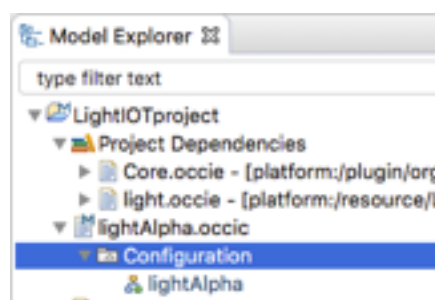 Model Explorer
type filter text
LightIOTproject
Project Dependencies
Core.occie - [platform:/plugin/org
light.occie - [platform:/resource/l
lightAlpha.occic
Configuration
lightAlpha